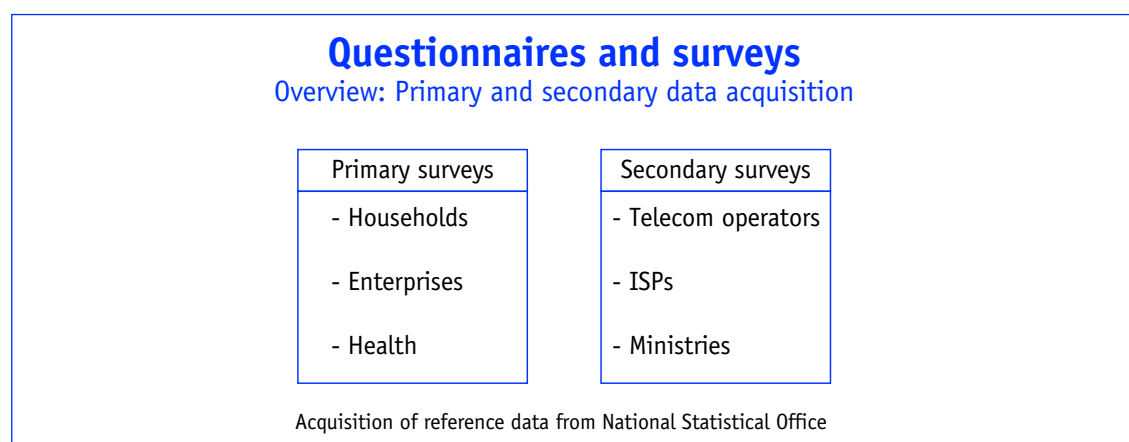 Questionnaires and surveys
Overview: Primary and secondary data acquisition
Primary surveys
- Households
- Enterprises
- Health
Secondary surveys
- Telecom operators
- ISPs
- Ministries
Acquisition of reference data from National Statistical Office